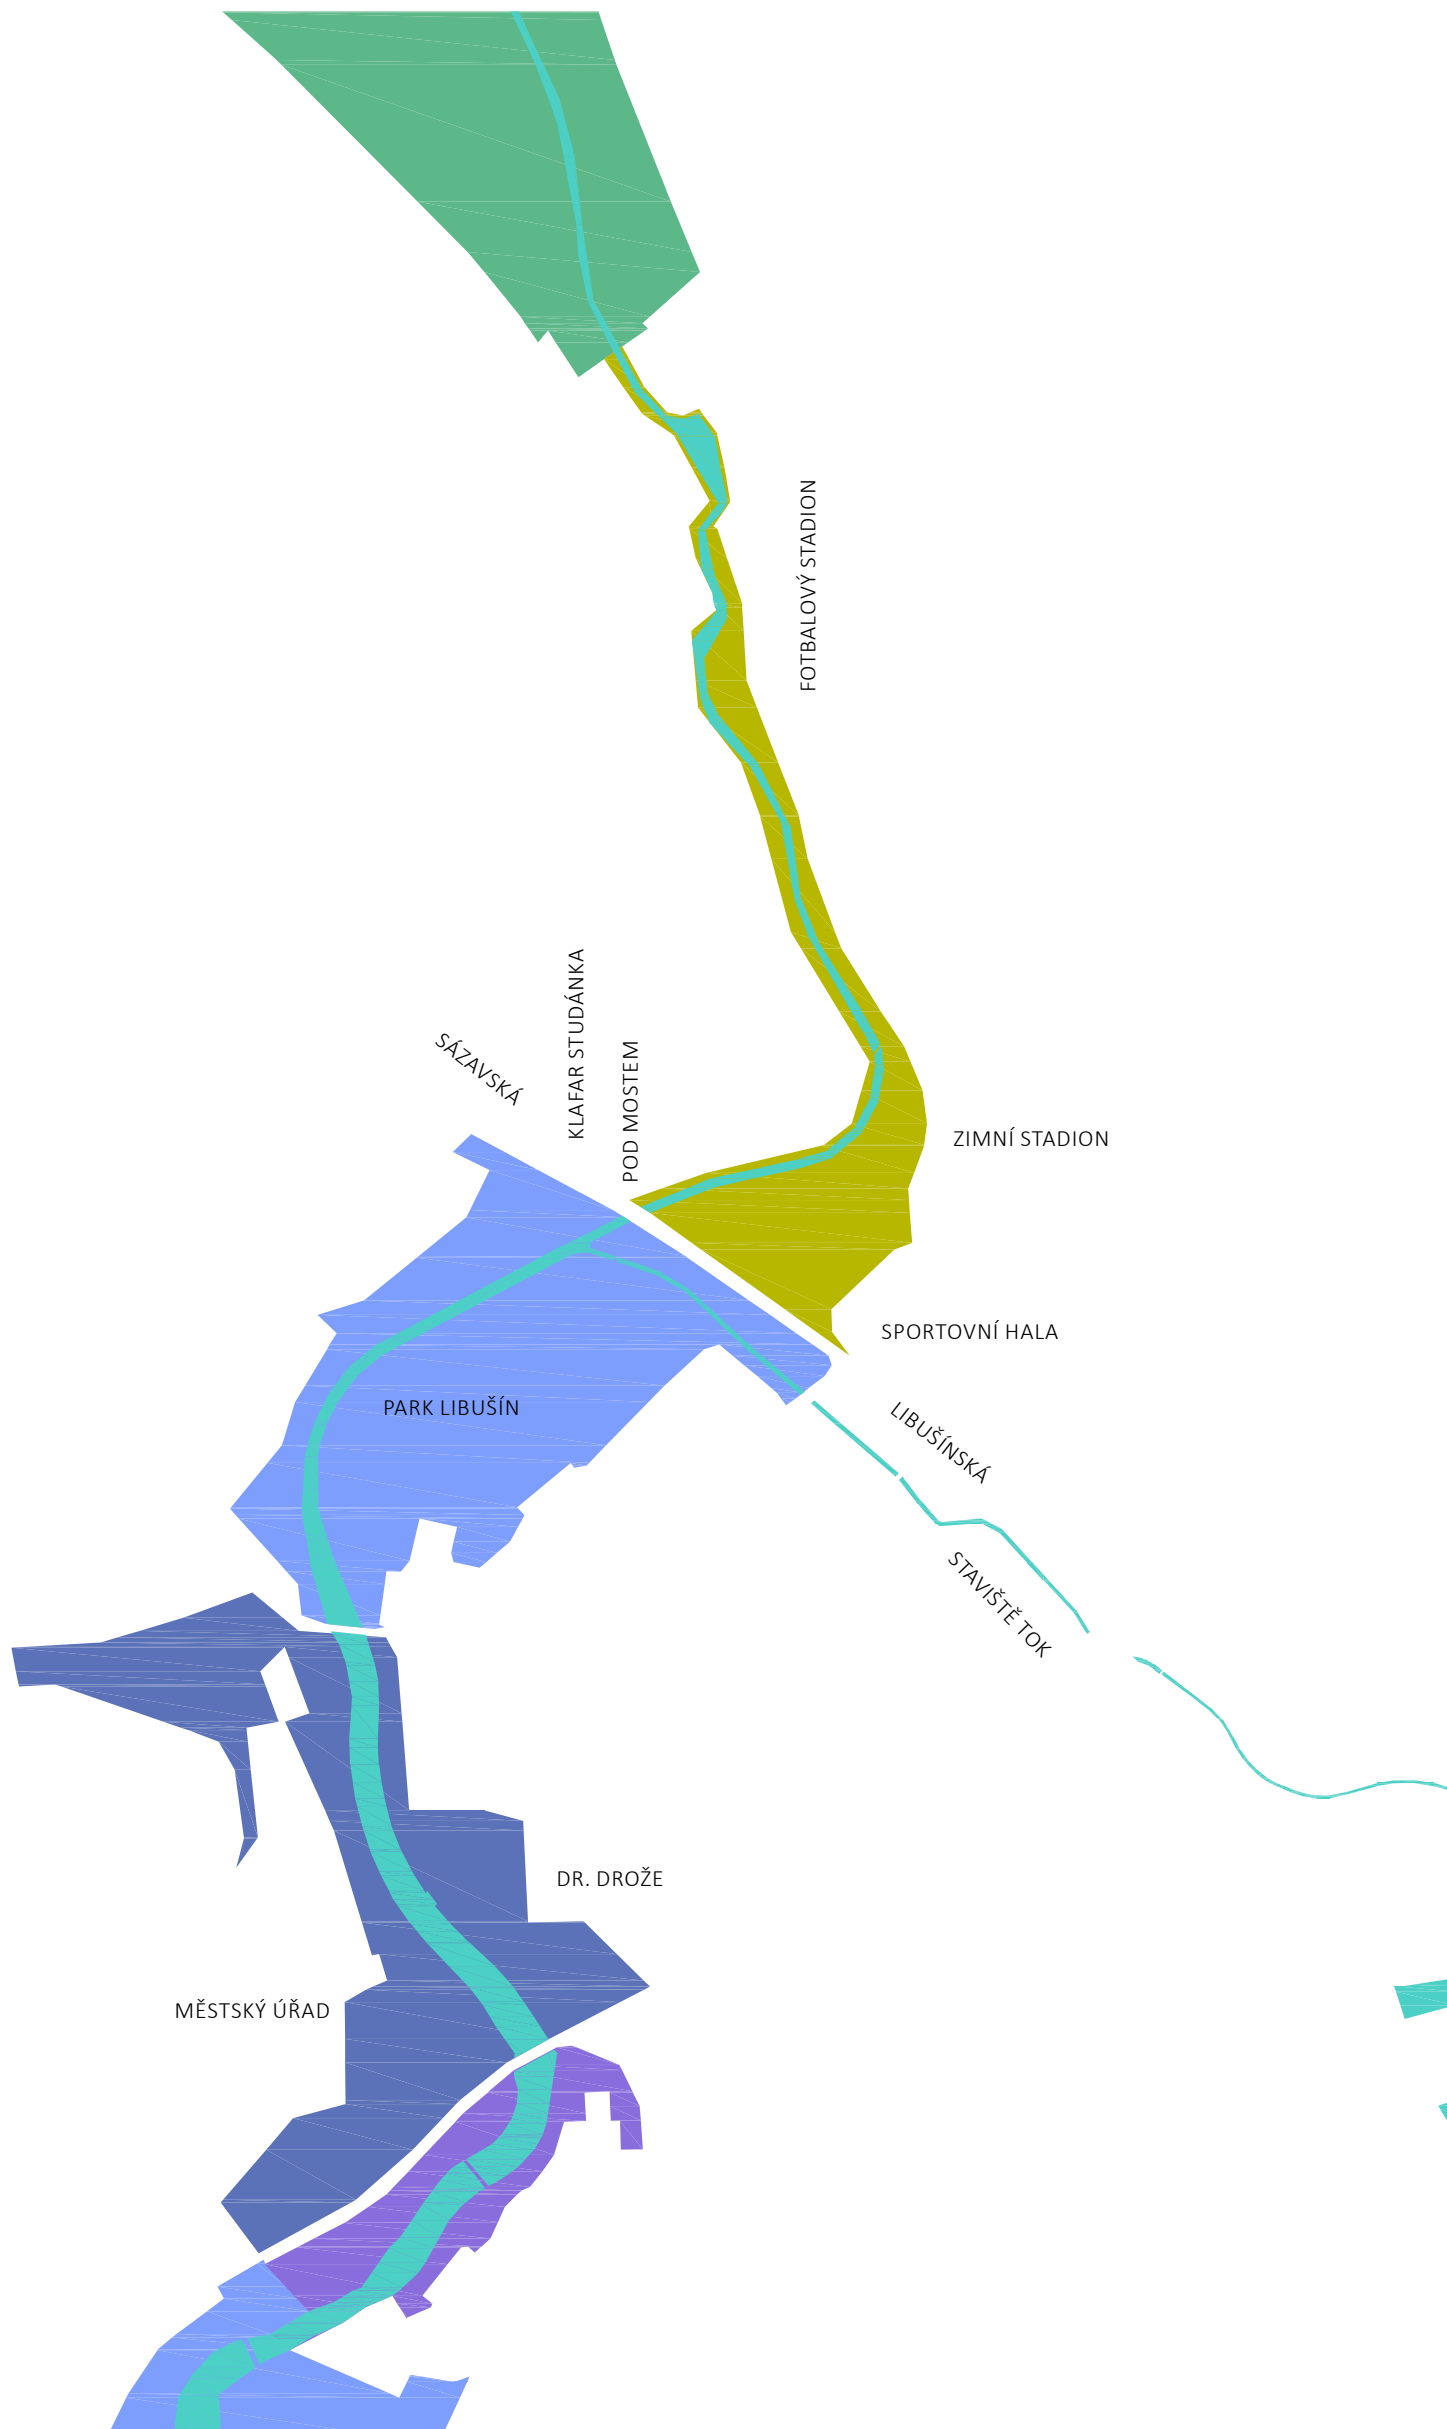 FOTBALOVÝ STADION
SÁZAVSKÁ
KLAFAR STUDÁNKA
POD MOSTEM
ZIMNÍ STADION
SPORTOVNÍ HALA
PARK LIBUŠÍN
LIBUŠÍNSKÁ
STAVIŠTĚ TOK
DR. DROŽE
MĚSTSKÝ ÚŘAD